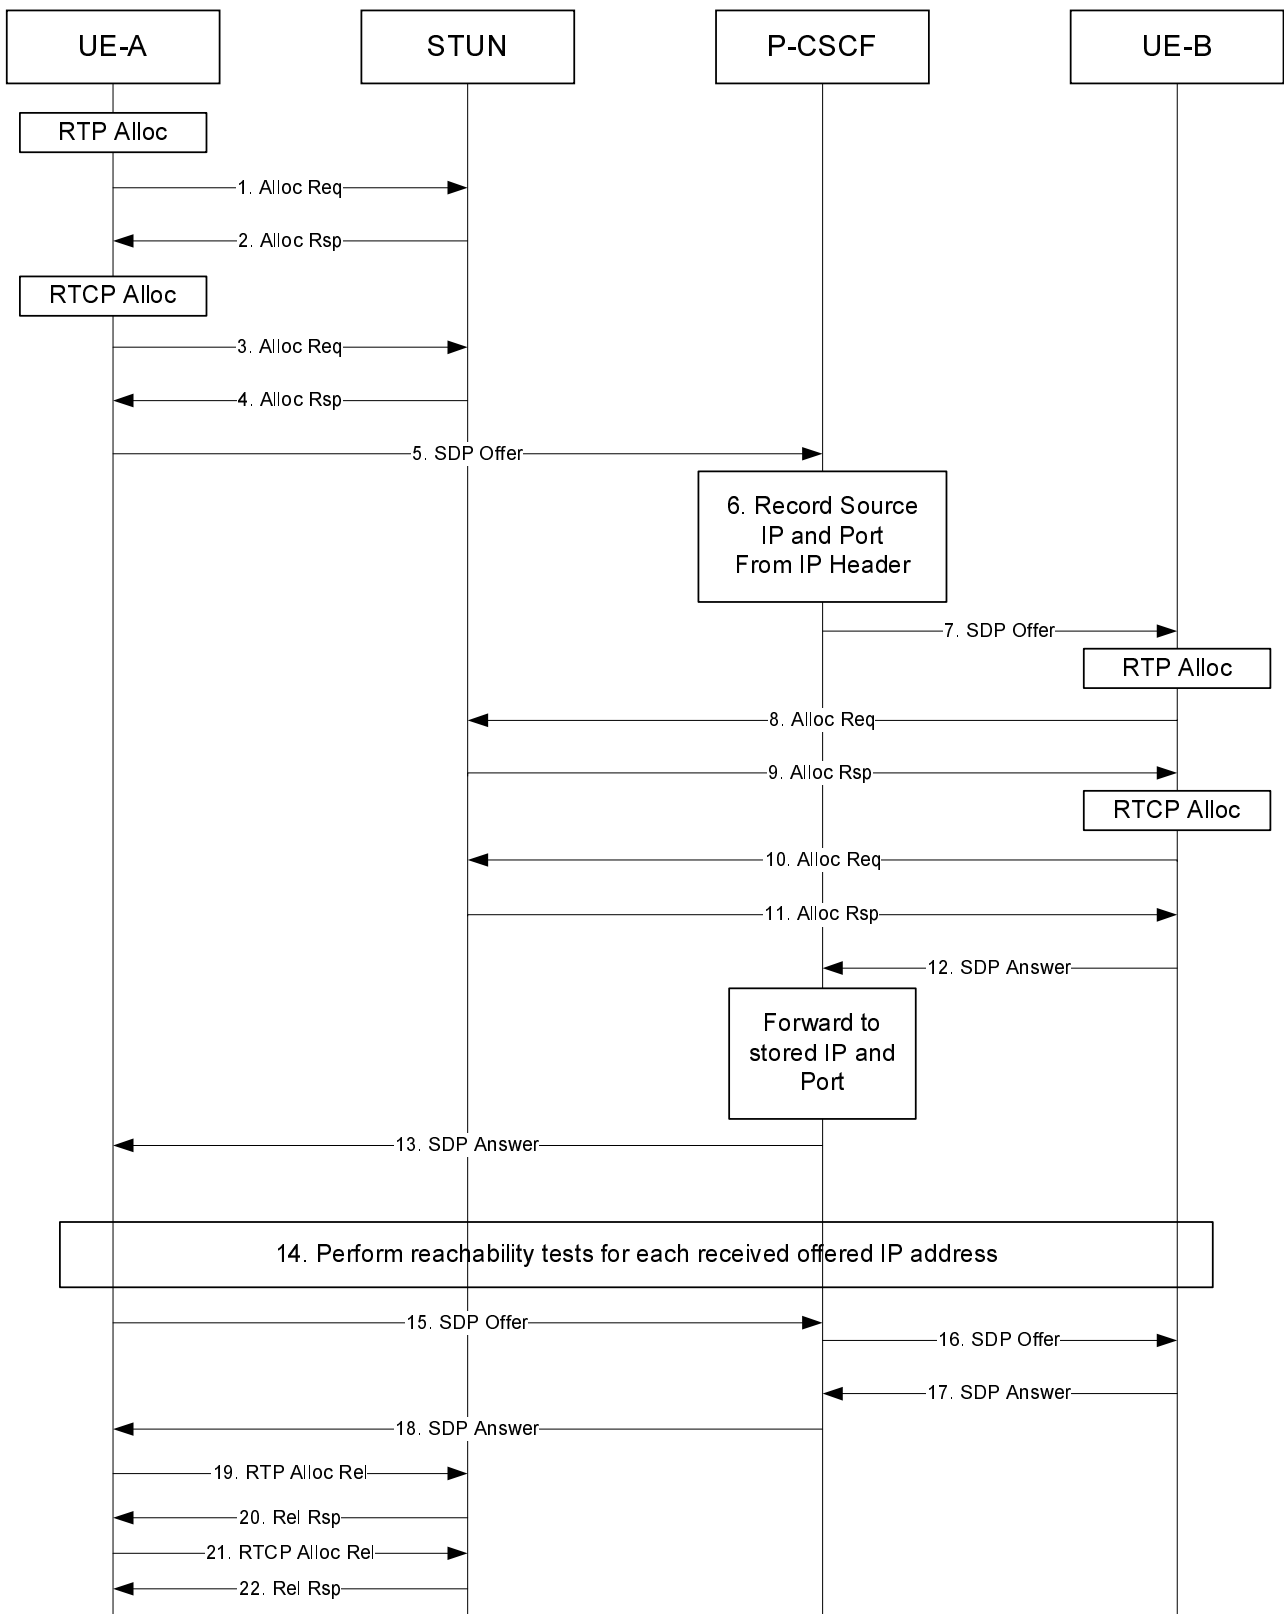 UE-A
STUN
P-CSCF
UE-B
RTP Alloc
1. Alloc Req
2. Alloc Rsp
RTCP Alloc
3. Alloc Req
4. Alloc Rsp
5. SDP Offer
6. Record Source
IP and Port
From IP Header
7. SDP Offer
RTP Alloc
8. Alloc Req
9. Alloc Rsp
RTCP Alloc
10. Alloc Req
11. Alloc Rsp
12. SDP Answer
Forward to
stored IP and
Port
13. SDP Answer
14. Perform reachability tests for each received offered IP address
15. SDP Offer
16. SDP Offer
17. SDP Answer
18. SDP Answer
19. RTP Alloc Rel
20. Rel Rsp
21. RTCP Alloc Rel
22. Rel Rsp